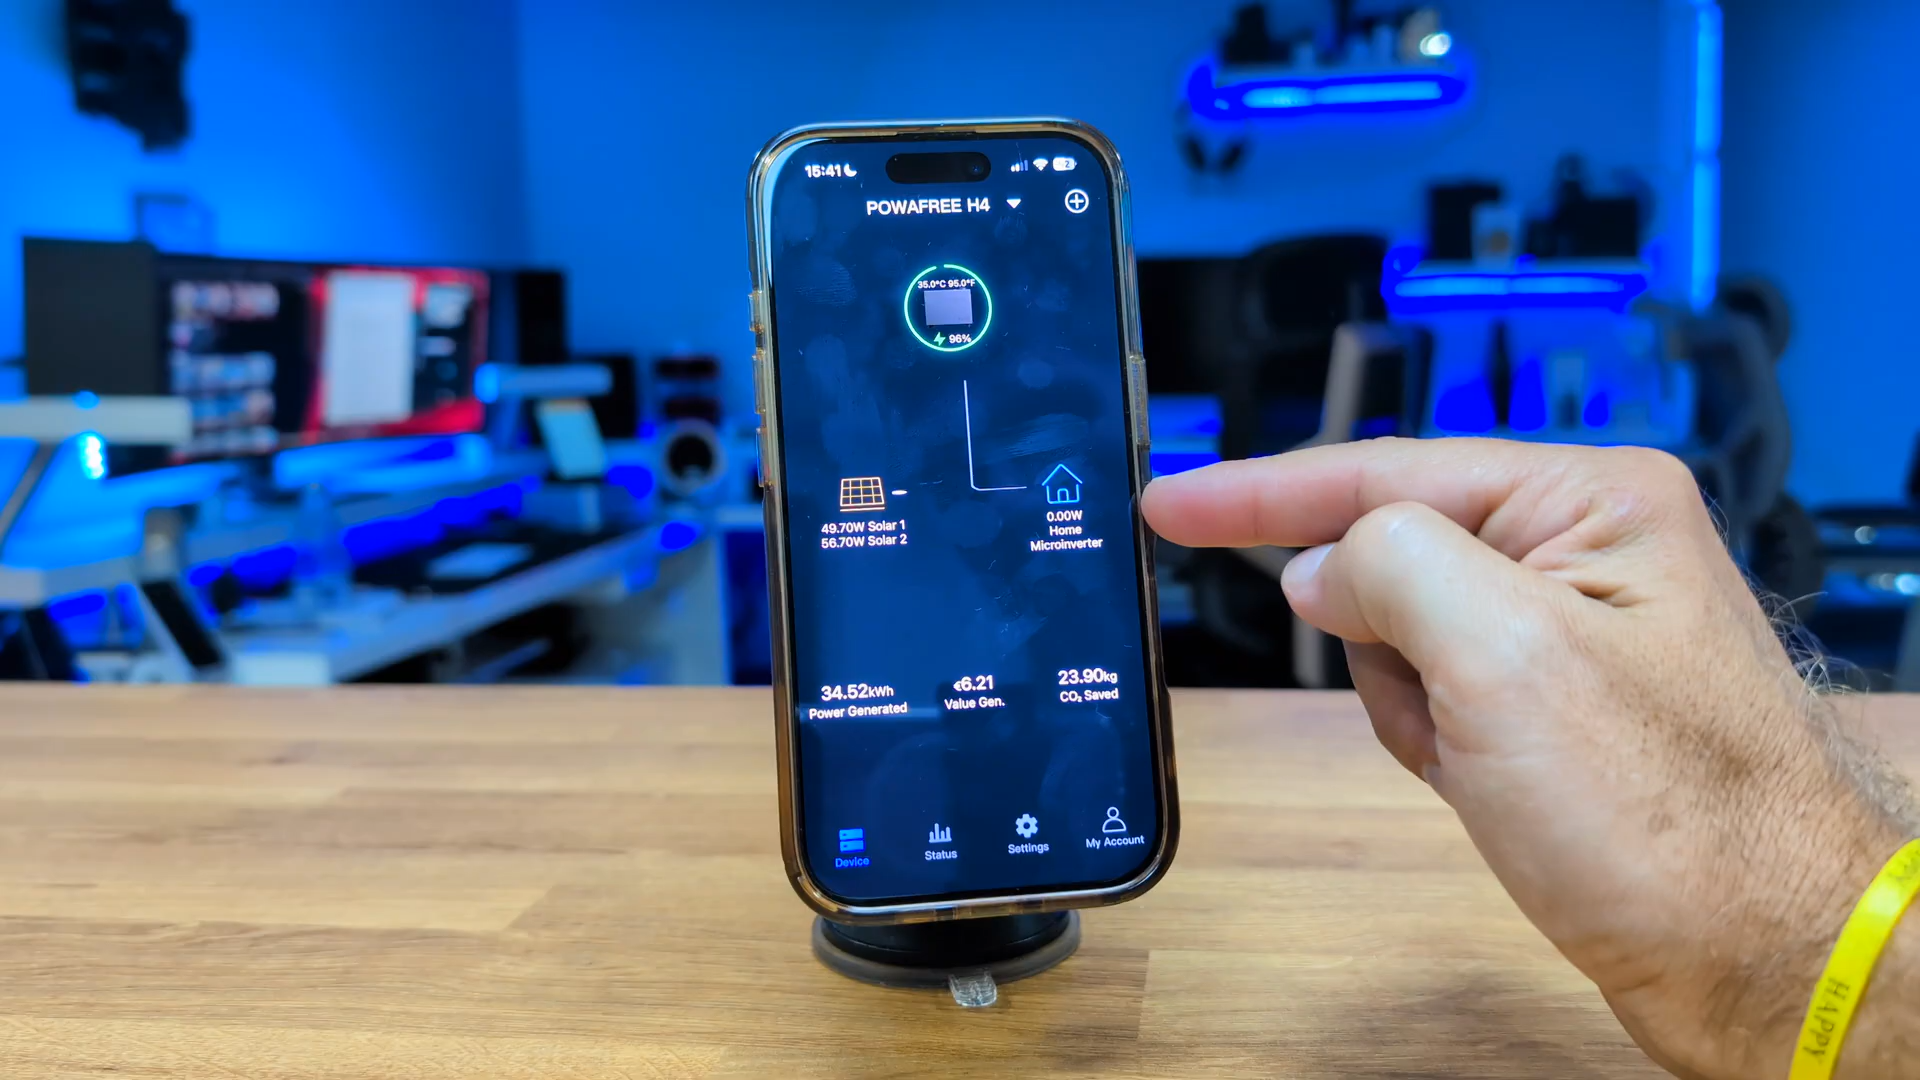 15:41
2
POWAFREE H4
35.0°C 95.0°F
96%
49.70W Solar 1
56.70W Solar 2
0.00W
Home
Microinverter
34.52kWh
Power Generated
€6.21
Value Gen.
23.90kg
CO₂ Saved
Device
Status
Settings
My Account
HAPPY